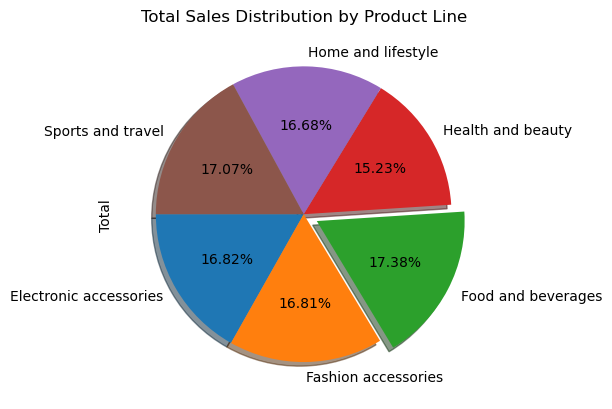 Total Sales Distribution by Product Line
Home and lifestyle
Sports and travel
Health and beauty
16.68%
17.07%
15.23%
Total
16.82%
17.38%
16.81%
Electronic accessories
Food and beverages
Fashion accessories